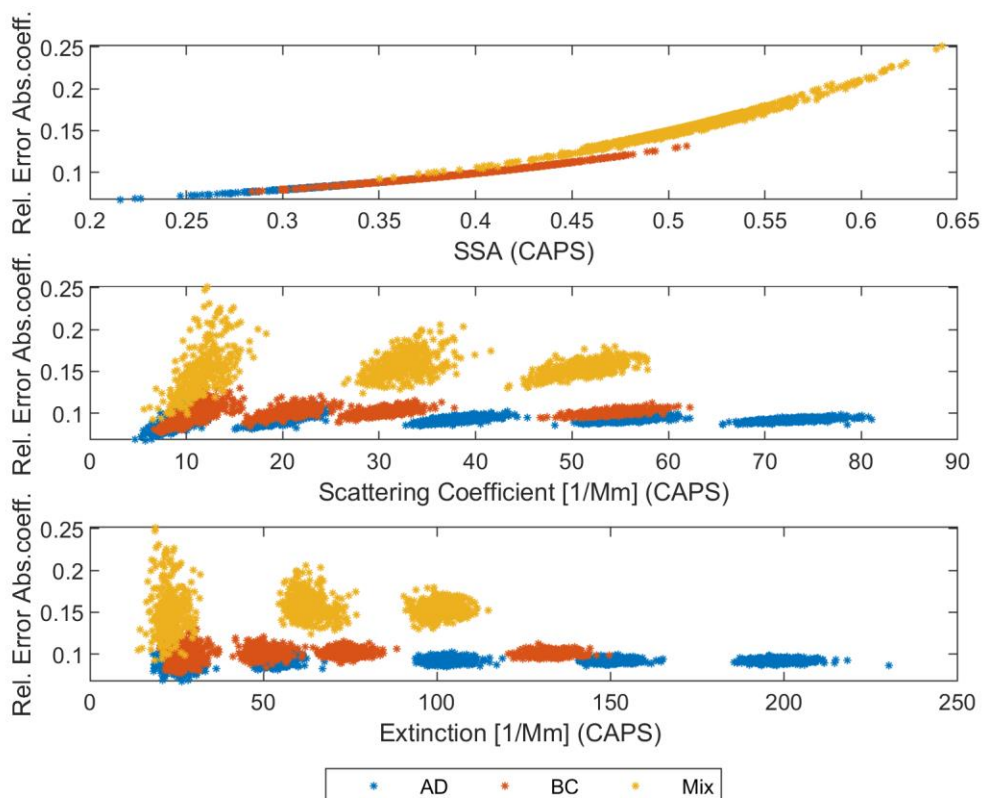 Rel. Error Abs.coeff.
0.25
0.2
0.15
0.1
0.2 0.25 0.3 0.35 0.4 0.45 0.5 0.55 0.6 0.65
SSA (CAPS)
Rel. Error Abs.coeff.
0.25
0.2
0.15
0.1
0 10 20 30 40 50 60 70 80 90
Scattering Coefficient [1/Mm] (CAPS)
Rel. Error Abs.coeff.
0.25
0.2
0.15
0.1
0 50 100 150 200 250
Extinction [1/Mm] (CAPS)
AD BC Mix